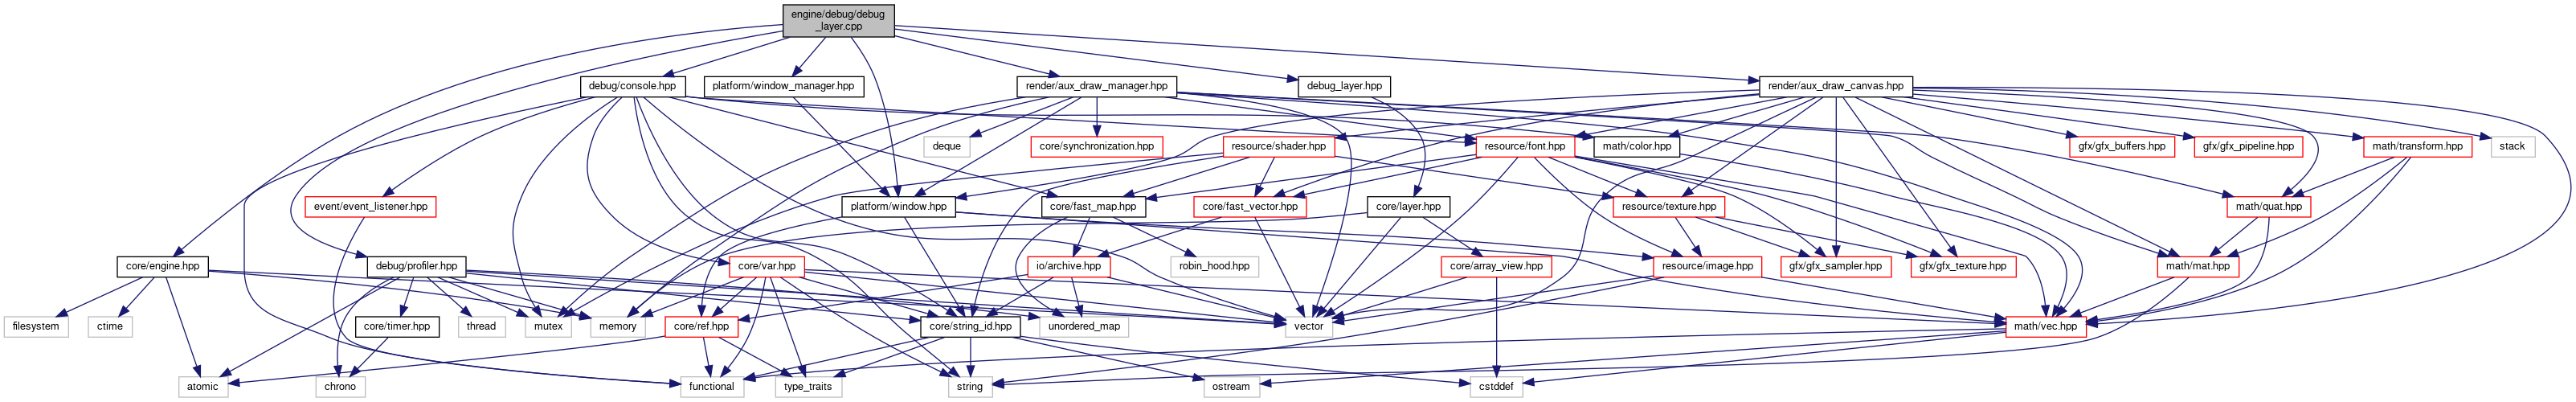 engine/debug/debug
_layer.cpp
debug/console.hpp
platform/window_manager.hpp
render/aux_draw_manager.hpp
debug_layer.hpp
render/aux_draw_canvas.hpp
deque
core/synchronization.hpp
resource/shader.hpp
resource/font.hpp
math/color.hpp
gfx/gfx_buffers.hpp
gfx/gfx_pipeline.hpp
math/transform.hpp
stack
event/event_listener.hpp
platform/window.hpp
core/fast_map.hpp
core/fast_vector.hpp
core/layer.hpp
resource/texture.hpp
math/quat.hpp
core/engine.hpp
debug/profiler.hpp
core/var.hpp
io/archive.hpp
robin_hood.hpp
core/array_view.hpp
resource/image.hpp
gfx/gfx_sampler.hpp
gfx/gfx_texture.hpp
math/mat.hpp
filesystem
ctime
core/timer.hpp
thread
mutex
memory
core/ref.hpp
core/string_id.hpp
unordered_map
vector
math/vec.hpp
atomic
chrono
functional
type_traits
string
ostream
cstddef